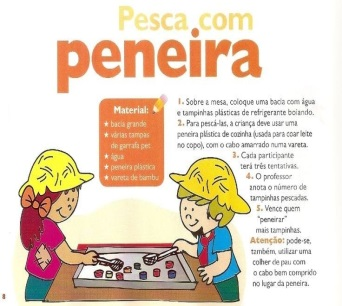 Pesca com
peneira
Material:
★ bacia grande
★ várias tampas
de garrafa pet
★ água
★ peneira plástica
★ vareta de bambu
1. Sobre a mesa, coloque uma bacia com água
e tampinhas plásticas de refrigerante boiando.
2. Para pescá-las, a criança deve usar uma
peneira plástica de cozinha (usada para coar leite
no copo), com o cabo amarrado numa vareta.
3. Cada participante
terá três tentativas.
4. O professor
anota o número de
tampinhas pescadas.
5. Vence quem
"peneirar"
mais tampinhas.
Atenção: pode-se,
também, utilizar uma
colher de pau com
o cabo bem comprido
no lugar da peneira.
8